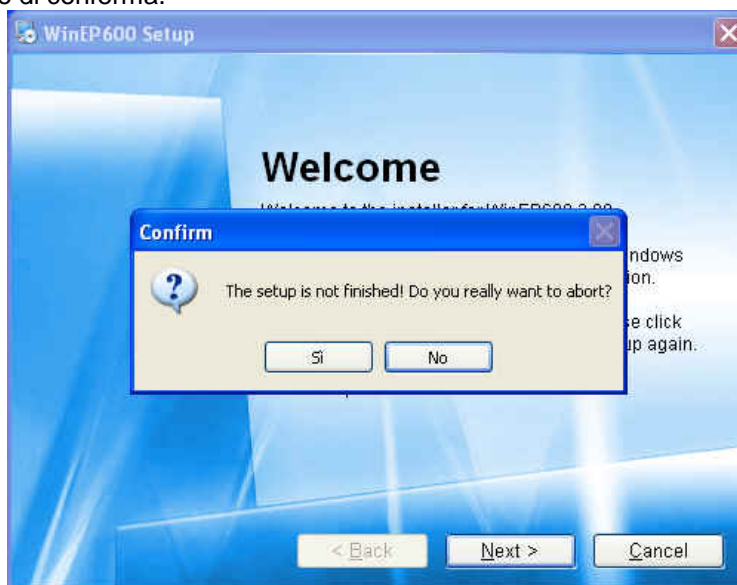 di conferma.
WinEP600 Setup
Welcome
Confirm
ndows
ion.
The setup is not finished! Do you really want to abort?
se click
up again.
Sì
No
< Back
Next >
Cancel